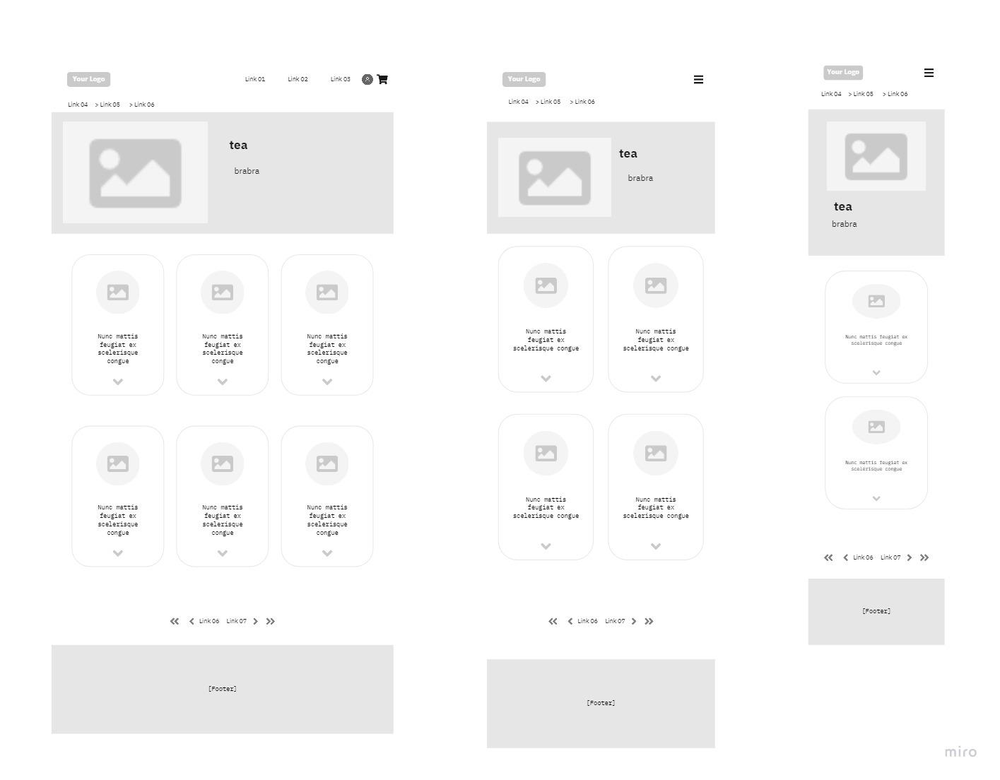 Your Logo
Link 01 Link 02 Link 03
Link 04 > Link 05 > Link 06
tea
brabra
Nunc mattis
feugiat ex
scelerisque
congue
Nunc mattis
feugiat ex
scelerisque
congue
Nunc mattis
feugiat ex
scelerisque
congue
Nunc mattis
feugiat ex
scelerisque
congue
Nunc mattis
feugiat ex
scelerisque
congue
Nunc mattis
feugiat ex
scelerisque
congue
Link 06 Link 07
[Footer]
Your Logo
Link 04 > Link 05 > Link 06
tea
brabra
Nunc mattis
feugiat ex
scelerisque congue
Nunc mattis
feugiat ex
scelerisque congue
Nunc mattis
feugiat ex
scelerisque congue
Nunc mattis
feugiat ex
scelerisque congue
Link 06 Link 07
[Footer]
Your Logo
Link 04 > Link 05 > Link 06
tea
brabra
Nunc mattis feugiat ex
scelerisque congue
Nunc mattis feugiat ex
scelerisque congue
Link 06 Link 07
[Footer]
miro